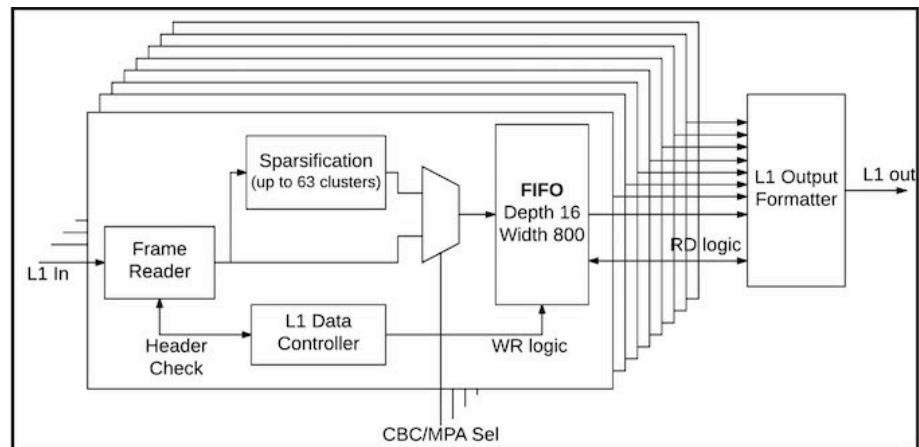 Sparsification
(up to 63 clusters)
FIFO
Depth 16
Width 800
L1 Output
Formatter
L1 out
Frame
Reader
L1 In
RD logic
L1 Data
Controller
Header
Check
WR logic
CBC/MPA Sel